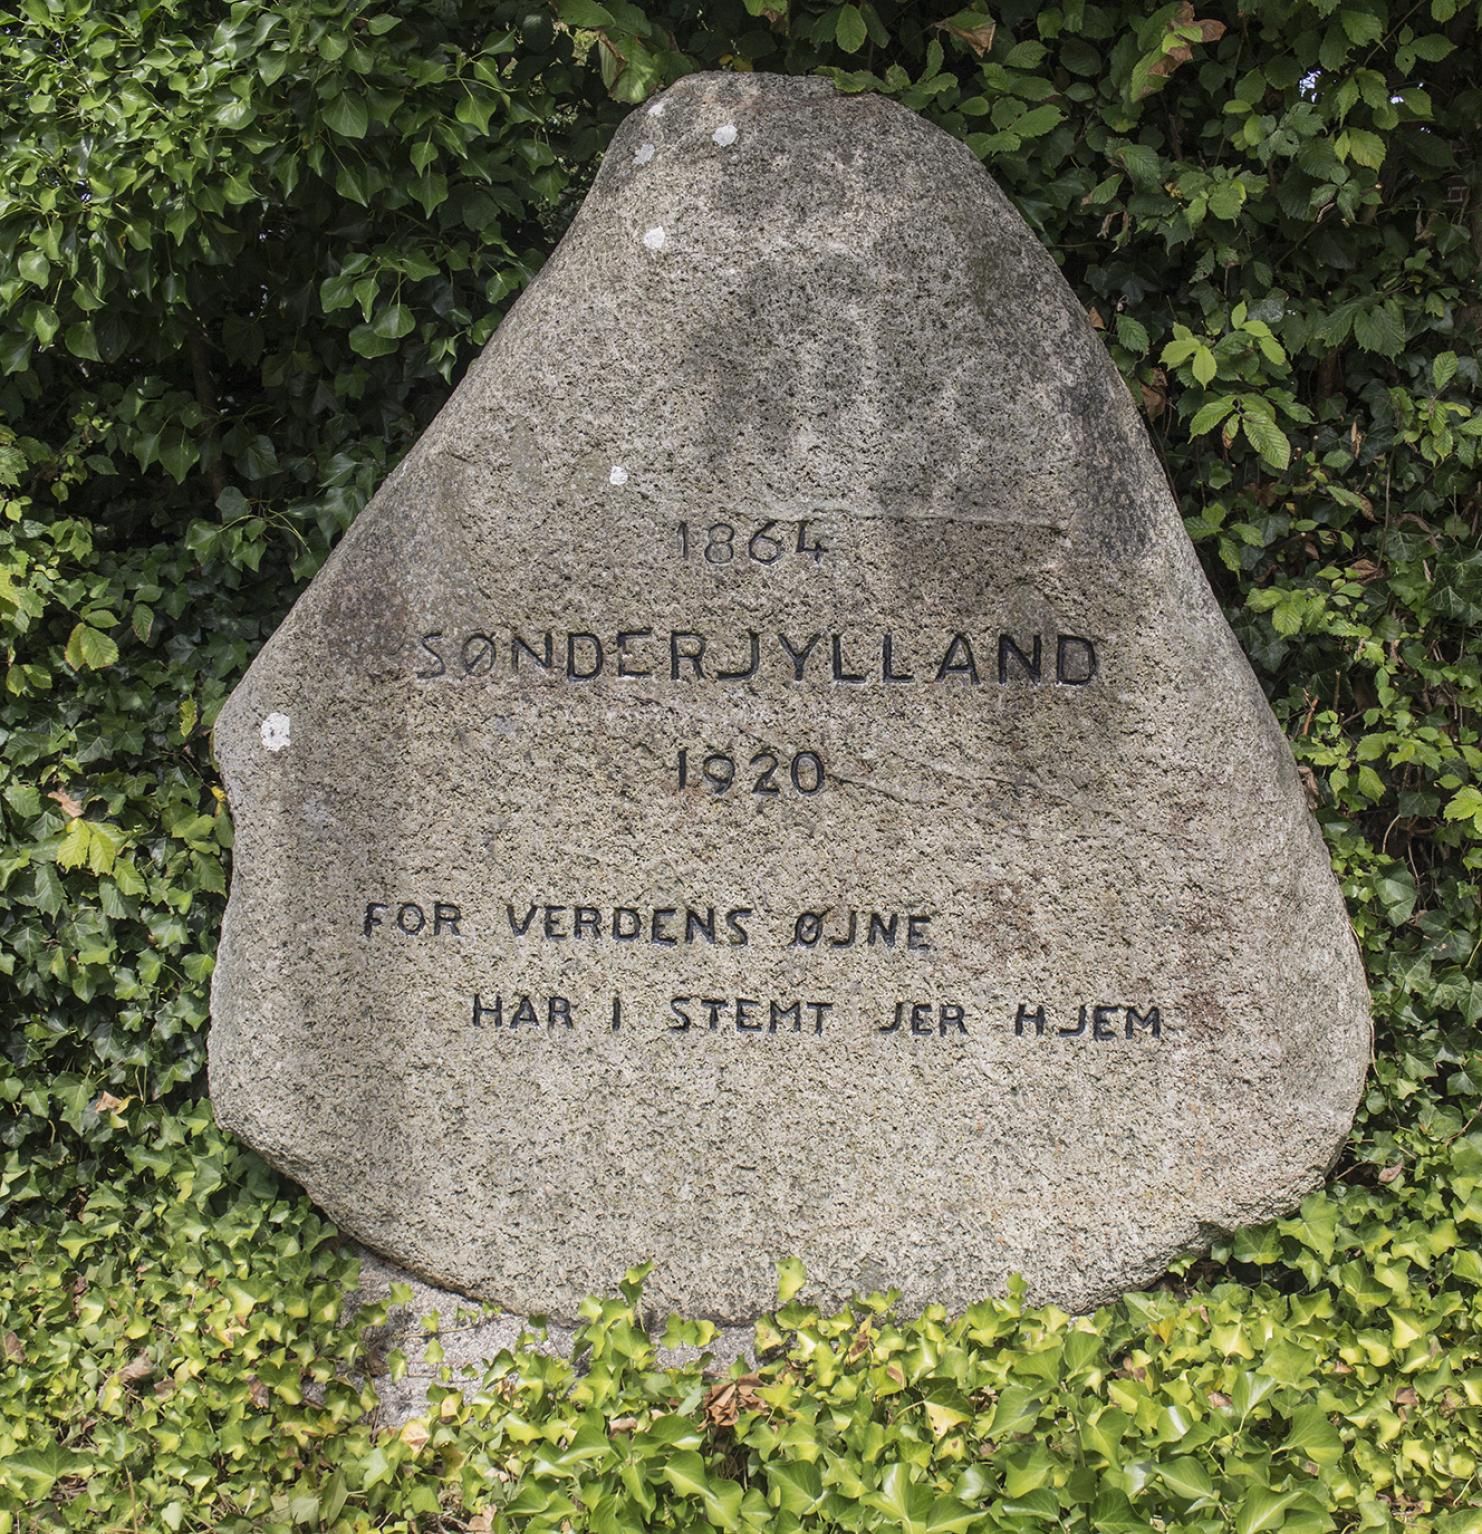 1864
SØNDERJYLLAND
1920
FOR VERDENS ØJNE
HAR I STEMT JER HJEM